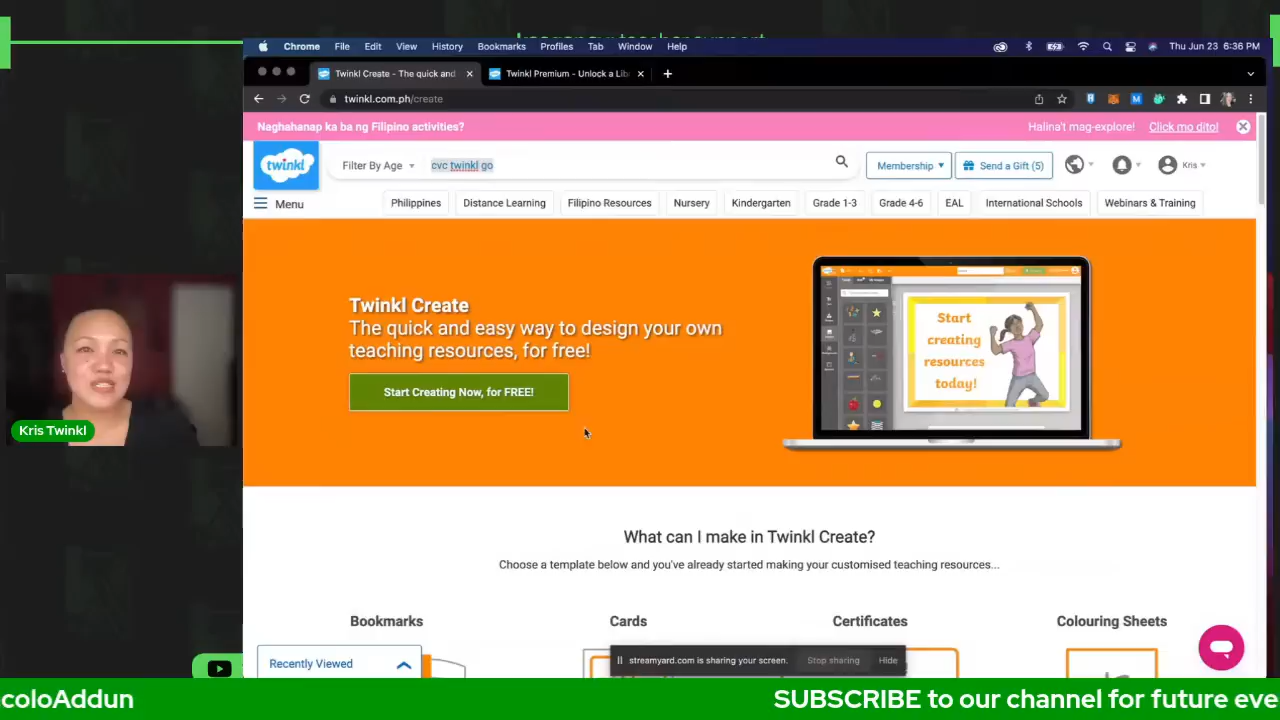 Chrome File Edit View History Bookmarks Profiles Tab Window Help
Thu Jun 23 6:36 PM
Twinkl Create - The quick and
Twinkl Premium - Unlock a Lib
twinkl.com.ph/create
Naghahanap ka ba ng Filipino activities?
Halina't mag-explore! Click mo dito!
twinkl
Filter By Age
cvc twinkl go
Membership
Send a Gift (5)
Kris
Menu
Philippines
Distance Learning
Filipino Resources
Nursery
Kindergarten
Grade 1-3
Grade 4-6
EAL
International Schools
Webinars & Training
Twinkl Create
The quick and easy way to design your own
teaching resources, for free!
Start Creating Now, for FREE!
Start
creating
resources
today!
Kris Twinkl
What can I make in Twinkl Create?
Choose a template below and you've already started making your customised teaching resources...
Bookmarks
Cards
Certificates
Colouring Sheets
Recently Viewed
streamyard.com is sharing your screen.
Stop sharing
Hide
coloAddun
SUBSCRIBE to our channel for future eve